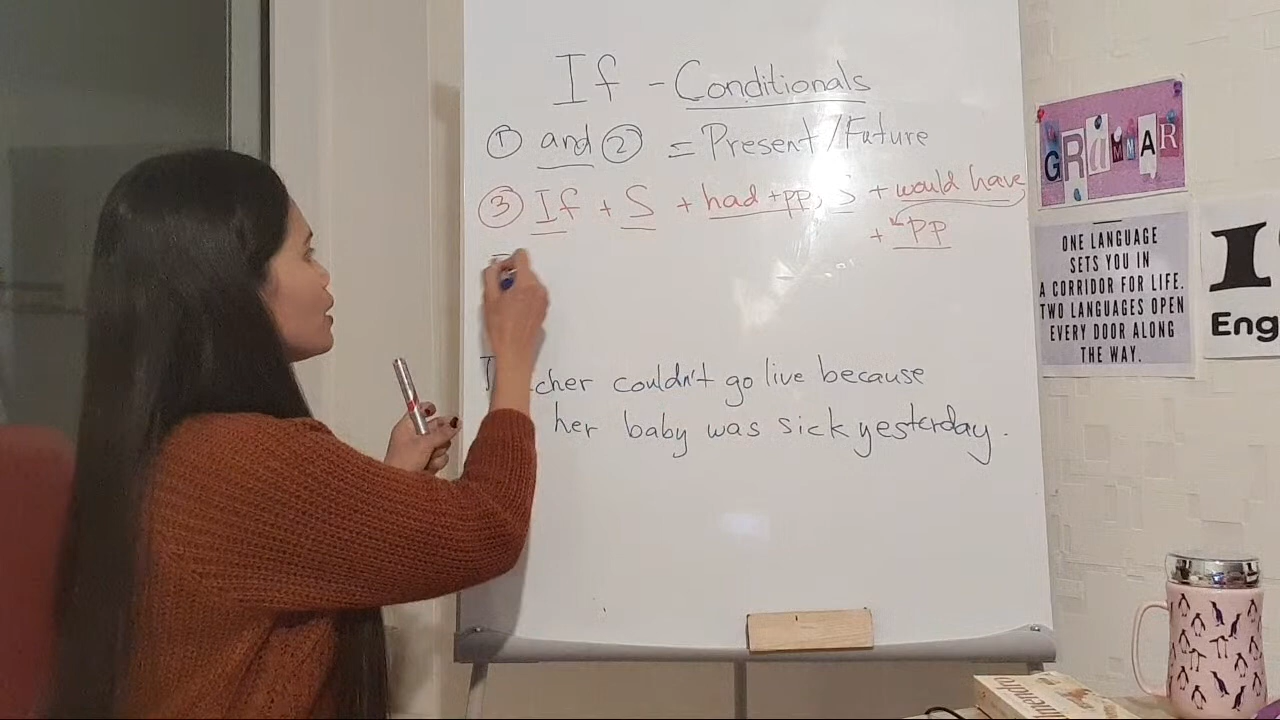 If - Conditionals
① and ② = Present/Future
③ If + S + had + pp, S + would have
+ pp
couldn't go live because
her baby was sick yesterday.
GRAMMAR
ONE LANGUAGE
SETS YOU IN
A CORRIDOR FOR LIFE.
TWO LANGUAGES OPEN
EVERY DOOR ALONG
THE WAY.